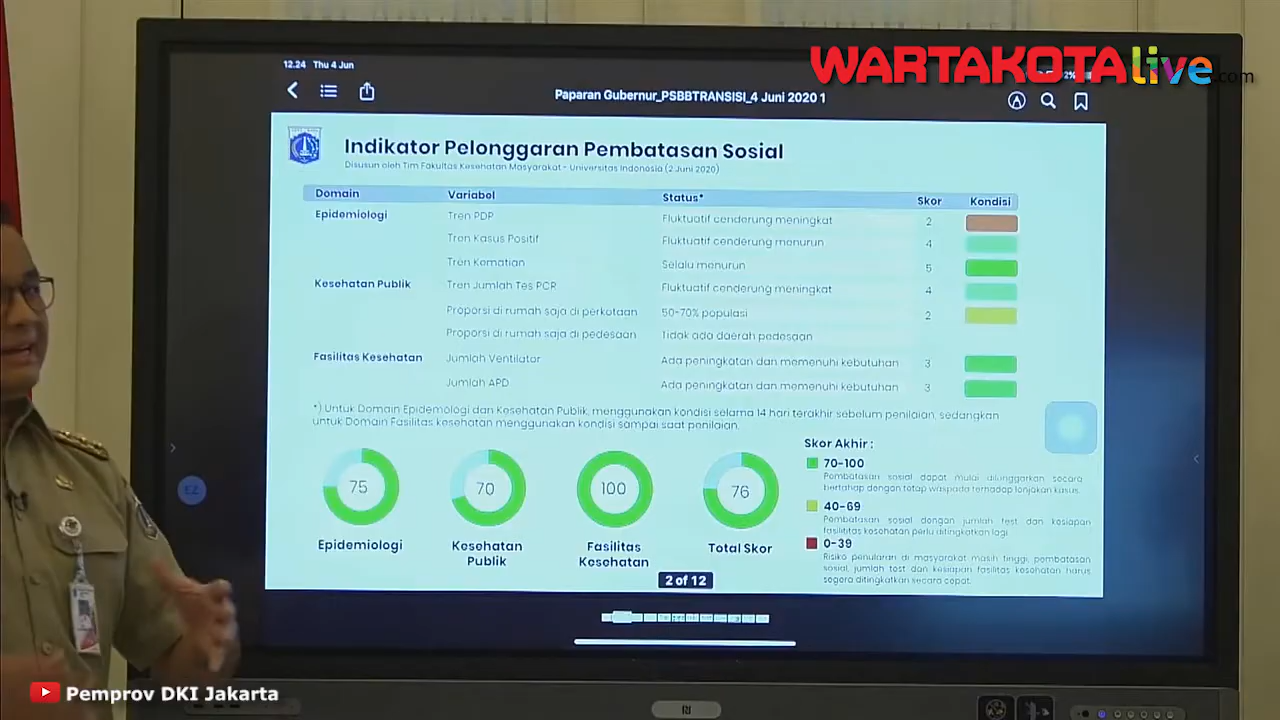 WARTAKOTAlive.com
12.24 Thu 4 Jun
2%
Paparan Gubernur_PSBBTRANSISI_4 Juni 2020 1
Indikator Pelonggaran Pembatasan Sosial
Disusun oleh Tim Fakultas Kesehatan Masyarakat - Universitas Indonesia (2 Juni 2020)
Domain Variabel Status* Skor Kondisi
Epidemiologi Tren PDP Fluktuatif cenderung meningkat 2
Tren Kasus Positif Fluktuatif cenderung menurun 4
Tren Kematian Selalu menurun 5
Kesehatan Publik Tren Jumlah Tes PCR Fluktuatif cenderung meningkat 4
Proporsi di rumah saja di perkotaan 50-70% populasi 2
Proporsi di rumah saja di pedesaan Tidak ada daerah pedesaan
Fasilitas Kesehatan Jumlah Ventilator Ada peningkatan dan memenuhi kebutuhan 3
Jumlah APD Ada peningkatan dan memenuhi kebutuhan 3
*) Untuk Domain Epidemologi dan Kesehatan Publik, menggunakan kondisi selama 14 hari terakhir sebelum penilaian, sedangkan
untuk Domain Fasilitas kesehatan menggunakan kondisi sampai saat penilaian.
75
70
100
76
Epidemiologi
Kesehatan
Publik
Fasilitas
Kesehatan
Total Skor
Skor Akhir :
70-100
Pembatasan sosial dapat mulai dilonggarkan secara
bertahap dengan tetap waspada terhadap lonjakan kasus.
40-69
Pembatasan sosial dengan jumlah test dan kesiapan
fasilitas kesehatan perlu ditingkatkan lagi
0-39
Risiko penularan di masyarakat masih tinggi, pembatasan
sosial, jumlah test dan kesiapan fasilitas kesehatan harus
segera ditingkatkan secara cepat.
2 of 12
EZ
Pemprov DKI Jakarta